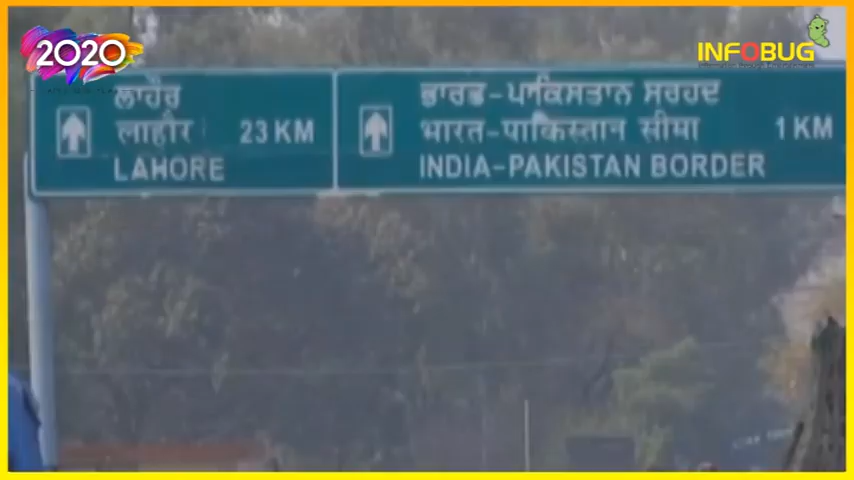 2020
INFOBUG
ਲਾਹੌਰ
लाहौर 23 KM
LAHORE
ਭਾਰਤ-ਪਾਕਿਸਤਾਨ ਸਰਹਦ
भारत-पाकिस्तान सीमा 1 KM
INDIA-PAKISTAN BORDER